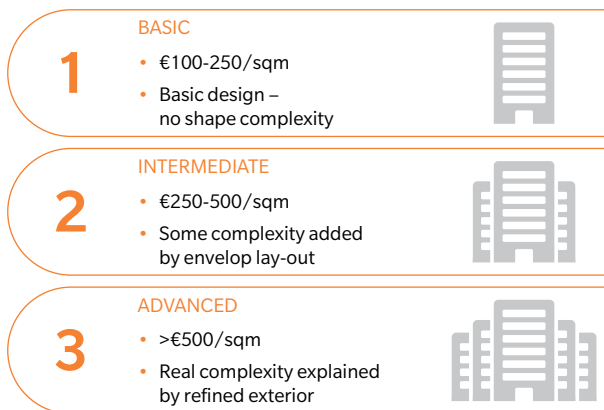 1
BASIC
• €100-250/sqm
• Basic design –
no shape complexity
2
INTERMEDIATE
• €250-500/sqm
• Some complexity added
by envelop lay-out
3
ADVANCED
• >€500/sqm
• Real complexity explained
by refined exterior